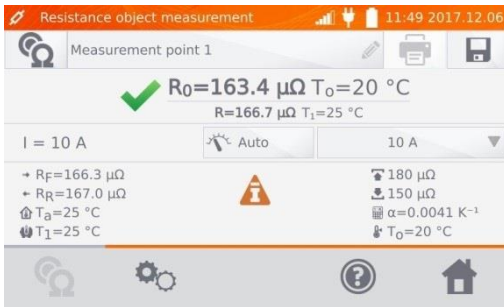 Resistance object measurement 11:49 2017.12.06
Measurement point 1
R0=163.4 µΩ To=20 °C
R=166.7 µΩ T1=25 °C
I = 10 A Auto 10 A
RF=166.3 µΩ 180 µΩ
RR=167.0 µΩ 150 µΩ
Ta=25 °C α=0.0041 K⁻¹
T1=25 °C To=20 °C